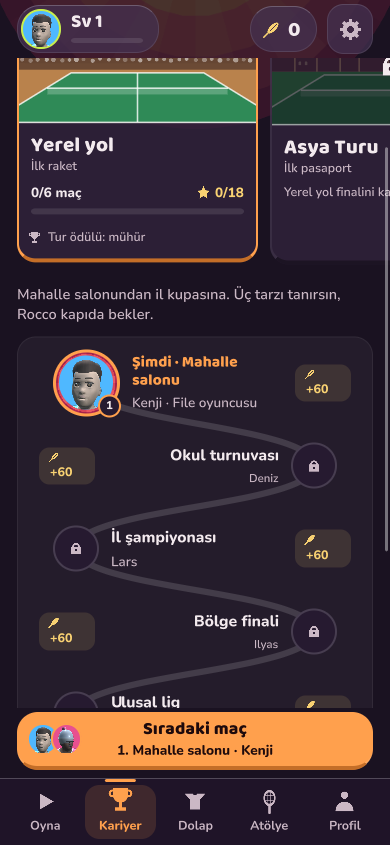 Sv 1
0
Yerel yol
İlk raket
0/6 maç
0/18
Tur ödülü: mühür
Asya Turu
İlk pasaport
Yerel yol finalini
Mahalle salonundan il kupasına. Üç tarzı tanırsın,
Rocco kapıda bekler.
Şimdi · Mahalle
salonu
Kenji · File oyuncusu
1
+60
Okul turnuvası
Deniz
+60
İl şampiyonası
Lars
+60
Bölge finali
Ilyas
+60
Ulusal lig
Sıradaki maç
1. Mahalle salonu · Kenji
Oyna
Kariyer
Dolap
Atölye
Profil